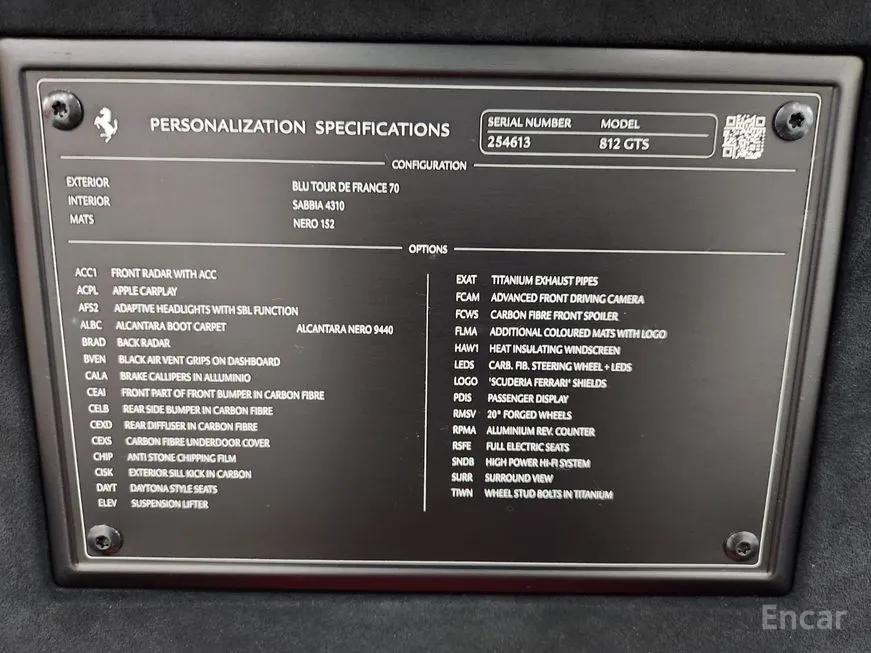 PERSONALIZATION SPECIFICATIONS
SERIAL NUMBER MODEL
254613 812 GTS
CONFIGURATION
EXTERIOR BLU TOUR DE FRANCE 70
INTERIOR SABBIA 4310
MATS NERO 152
OPTIONS
ACC1 FRONT RADAR WITH ACC
ACPL APPLE CARPLAY
AFS2 ADAPTIVE HEADLIGHTS WITH SBL FUNCTION
ALBC ALCANTARA BOOT CARPET ALCANTARA NERO 9440
BRAD BACK RADAR
BVEN BLACK AIR VENT GRIPS ON DASHBOARD
CALA BRAKE CALLIPERS IN ALLUMINIO
CEAI FRONT PART OF FRONT BUMPER IN CARBON FIBRE
CELB REAR SIDE BUMPER IN CARBON FIBRE
CEXD REAR DIFFUSER IN CARBON FIBRE
CEXS CARBON FIBRE UNDERDOOR COVER
CHIP ANTI STONE CHIPPING FILM
CISK EXTERIOR SILL KICK IN CARBON
DAYT DAYTONA STYLE SEATS
ELEV SUSPENSION LIFTER
EXAT TITANIUM EXHAUST PIPES
FCAM ADVANCED FRONT DRIVING CAMERA
FCWS CARBON FIBRE FRONT SPOILER
FLMA ADDITIONAL COLOURED MATS WITH LOGO
HAW1 HEAT INSULATING WINDSCREEN
LEDS CARB. FIB. STEERING WHEEL + LEDS
LOGO 'SCUDERIA FERRARI' SHIELDS
PDIS PASSENGER DISPLAY
RMSV 20" FORGED WHEELS
RPMA ALUMINIUM REV. COUNTER
RSFE FULL ELECTRIC SEATS
SNDB HIGH POWER HI-FI SYSTEM
SURR SURROUND VIEW
TIWN WHEEL STUD BOLTS IN TITANIUM
Encar